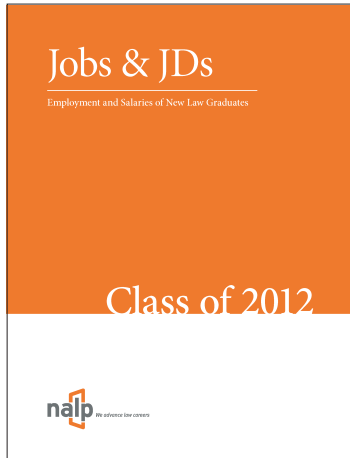 Jobs & JDs
Employment and Salaries of New Law Graduates
Class of 2012
nalp We advance law careers